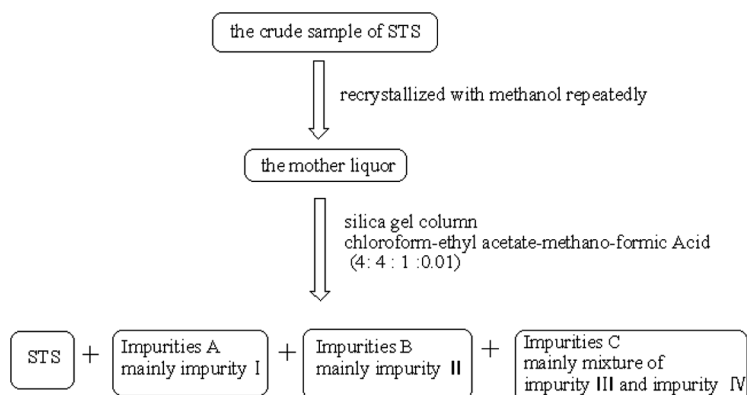 the crude sample of STS
recrystallized with methanol repeatedly
the mother liquor
silica gel column
chloroform-ethyl acetate-methano-formic Acid
(4: 4 : 1 :0.01)
STS + Impurities A + Impurities B + Impurities C
mainly impurity I
mainly impurity II
mainly mixture of
impurity III and impurity IV